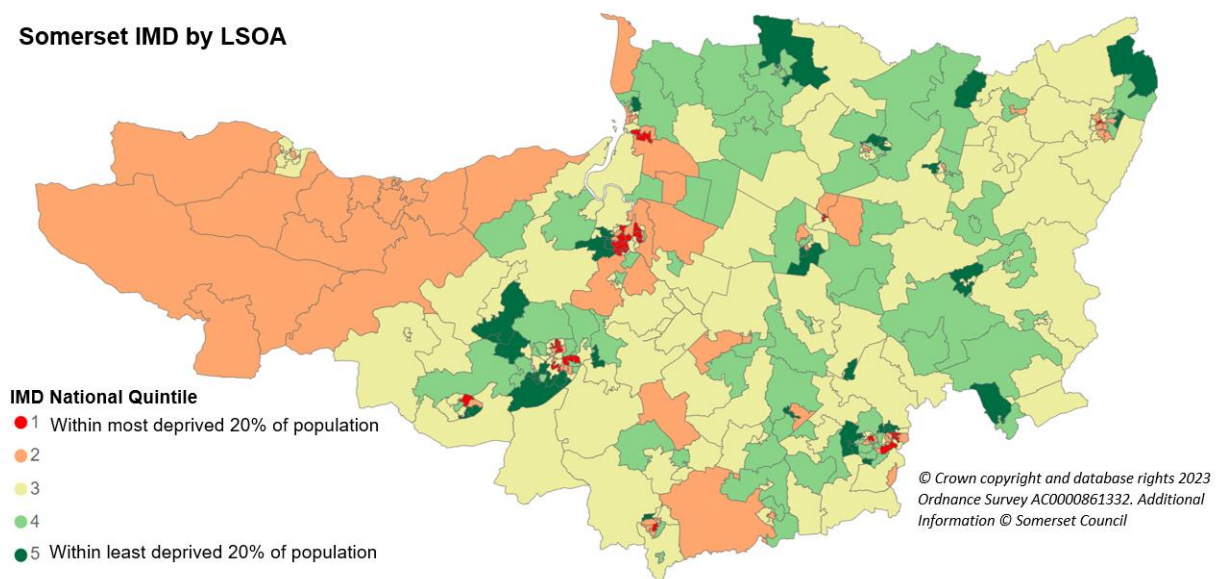 Somerset IMD by LSOA
IMD National Quintile
1 Within most deprived 20% of population
2
3
4
5 Within least deprived 20% of population
© Crown copyright and database rights 2023
Ordnance Survey AC0000861332. Additional
Information © Somerset Council